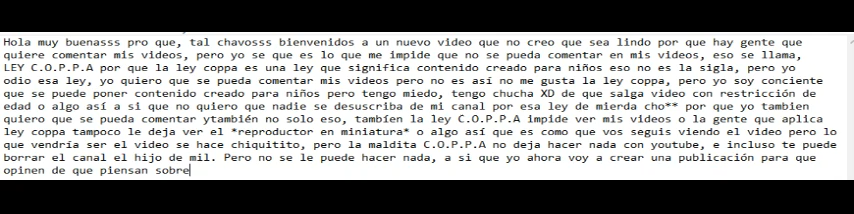 Hola muy buenasss pro que, tal chavosss bienvenidos a un nuevo video que no creo que sea lindo por que hay gente que
quiere comentar mis videos, pero yo se que es lo que me impide que no se pueda comentar en mis videos, eso se llama,
LEY C.O.P.P.A por que la ley coppa es una ley que significa contenido creado para niños eso no es la sigla, pero yo
odio esa ley, yo quiero que se pueda comentar mis videos pero no es así no me gusta la ley coppa, pero soy conciente
que se puede poner contenido creado para niños pero tengo miedo, tengo chucha XD de que salga video con restricción de
edad o algo así a si que no quiero que nadie se desuscriba de mi canal por esa ley de mierda cho** por que yo tambien
quiero que se pueda comentar ytambién no solo eso, tambíen la ley C.O.P.P.A impide ver mis videos o la gente que aplica
ley coppa tampoco le deja ver el *reproductor en miniatura* o algo así que es como que vos seguis viendo el video pero lo
que vendría ser el video se hace chiquitito, pero la maldita C.O.P.P.A no deja hacer nada con youtube, e incluso te puede
borrar el canal el hijo de mil. Pero no se le puede hacer nada, a si que yo ahora voy a crear una publicación para que
opinen de que piensan sobre